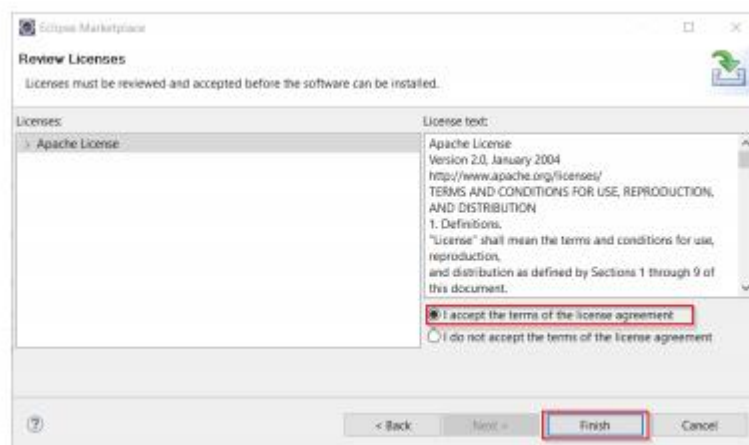 Eclipse Marketplace
Review Licenses
Licenses must be reviewed and accepted before the software can be installed.
Licenses:
License text:
Apache License
Apache License
Version 2.0, January 2004
http://www.apache.org/licenses/
TERMS AND CONDITIONS FOR USE, REPRODUCTION,
AND DISTRIBUTION
1. Definitions.
"License" shall mean the terms and conditions for use,
reproduction,
and distribution as defined by Sections 1 through 9 of
this document.
I accept the terms of the license agreement
I do not accept the terms of the license agreement
? < Back Next > Finish Cancel